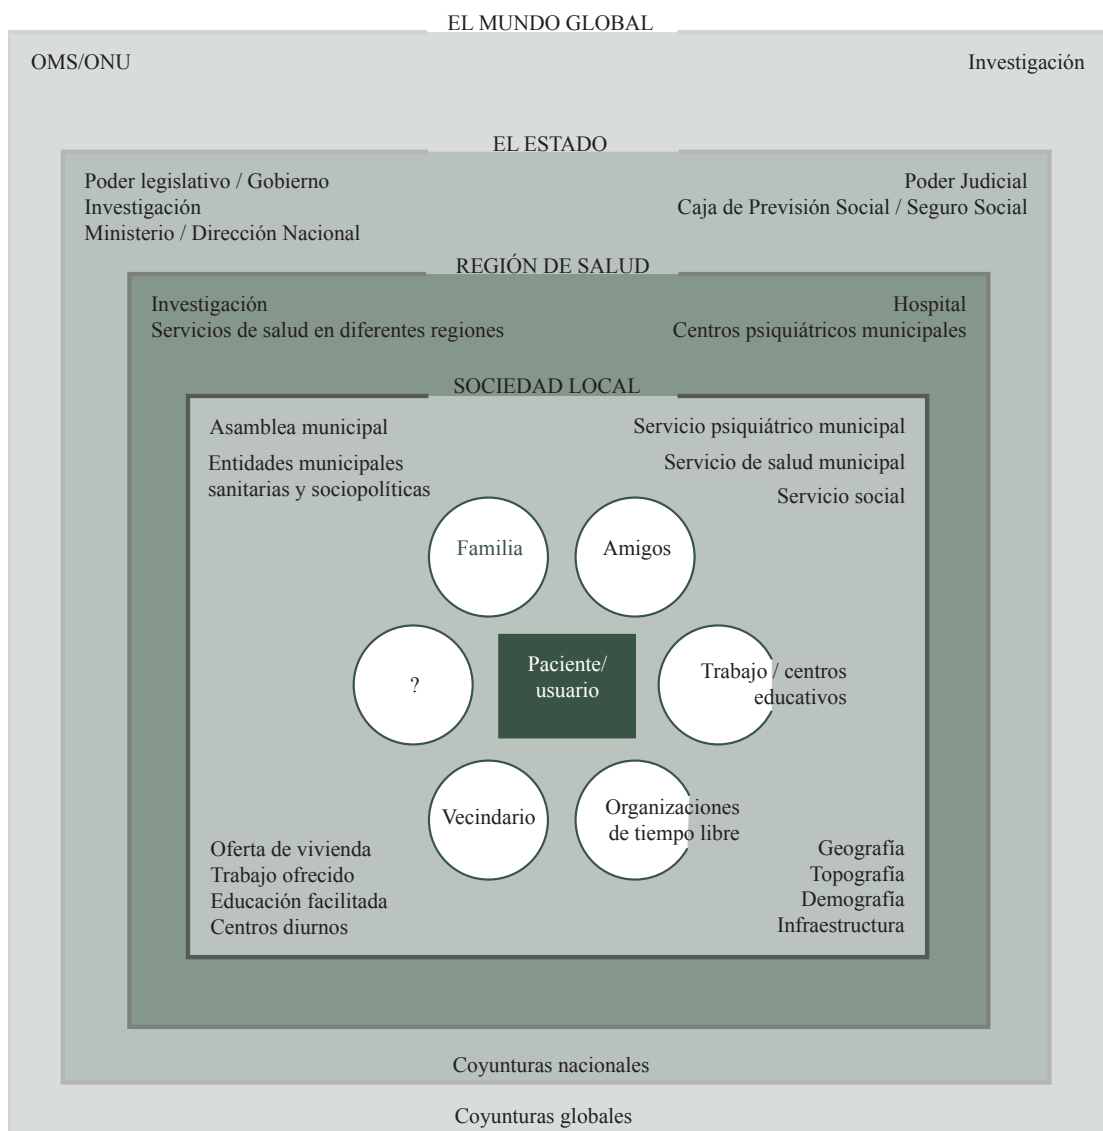 EL MUNDO GLOBAL
OMS/ONU
Investigación
EL ESTADO
Poder legislativo / Gobierno
Investigación
Ministerio / Dirección Nacional
Poder Judicial
Caja de Previsión Social / Seguro Social
REGIÓN DE SALUD
Investigación
Servicios de salud en diferentes regiones
Hospital
Centros psiquiátricos municipales
SOCIEDAD LOCAL
Asamblea municipal
Entidades municipales
sanitarias y sociopolíticas
Servicio psiquiátrico municipal
Servicio de salud municipal
Servicio social
Familia
Amigos
?
Paciente/
usuario
Trabajo / centros
educativos
Vecindario
Organizaciones
de tiempo libre
Oferta de vivienda
Trabajo ofrecido
Educación facilitada
Centros diurnos
Geografía
Topografía
Demografía
Infraestructura
Coyunturas nacionales
Coyunturas globales